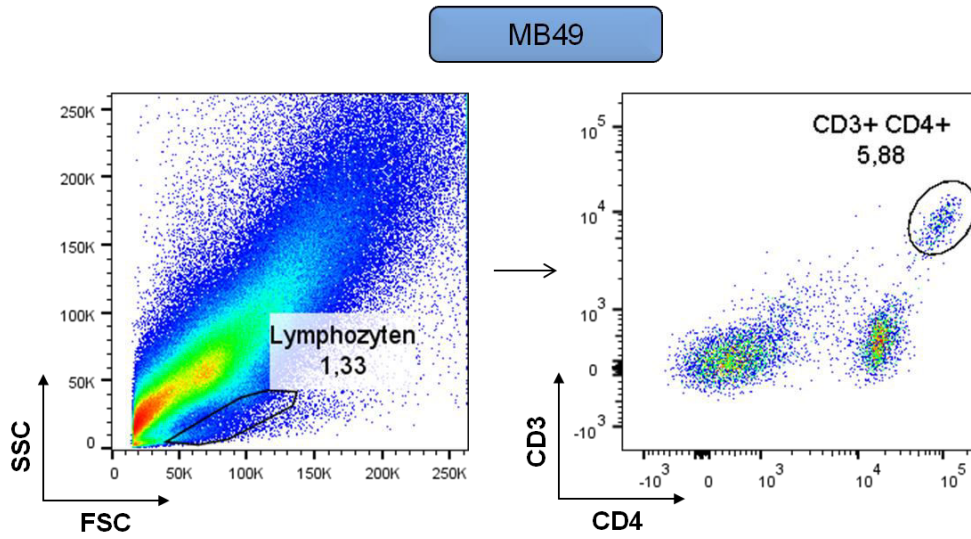 MB49
250K
200K
150K
100K
50K
0
Lymphozyten
1,33
0 50K 100K 150K 200K 250K
SSC
FSC
CD3+ CD4+
5,88
10^5
10^4
10^3
0
-10^3
-10^3 0 10^3 10^4 10^5
CD3
CD4